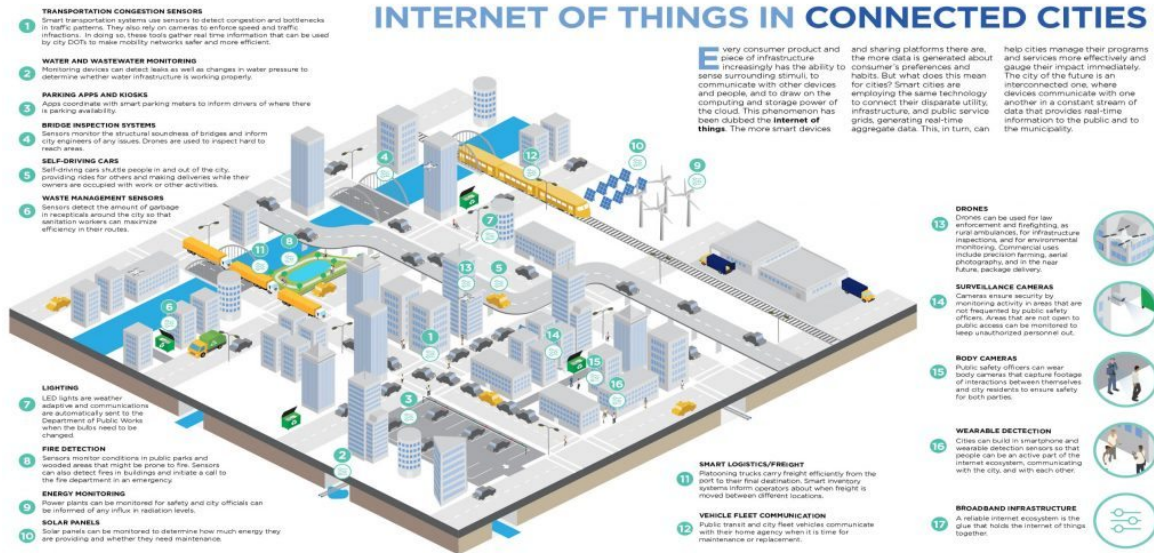 INTERNET OF THINGS IN CONNECTED CITIES
Every consumer product and
piece of infrastructure
increasingly has the ability to
sense surrounding stimuli, to
communicate with other devices
and people, and to draw on the
computing and storage power of
the cloud. This phenomenon has
been dubbed the internet of
things. The more smart devices
and sharing platforms there are,
the more data is generated about
consumer's preferences and
habits. But what does this mean
for cities? Smart cities are
employing the same technology
to connect their disparate utility,
infrastructure, and public service
grids, generating real-time
aggregate data. This, in turn, can
help cities manage their programs
and services more effectively and
gauge their impact immediately.
The city of the future is an
interconnected one, where
devices communicate with one
another in a constant stream of
data that provides real-time
information to the public and to
the municipality.
1
TRANSPORTATION CONGESTION SENSORS
Smart transportation systems use sensors to detect congestion and bottlenecks
in traffic patterns. They also rely on cameras to enforce speed and traffic
infractions. In doing so, these tools gather real time information that can be used
by city DOTs to make mobility networks safer and more efficient.
2
WATER AND WASTEWATER MONITORING
Monitoring devices can detect leaks as well as changes in water pressure to
determine whether water infrastructure is working properly.
3
PARKING APPS AND KIOSKS
Apps coordinate with smart parking meters to inform drivers of where there
is parking availability.
4
BRIDGE INSPECTION SYSTEMS
Sensors monitor the structural soundness of bridges and inform
city engineers of any issues. Drones are used to inspect hard to
reach areas.
5
SELF-DRIVING CARS
Self-driving cars shuttle people in and out of the city,
providing rides for others and making deliveries while their
owners are occupied with work or other activities.
6
WASTE MANAGEMENT SENSORS
Sensors detect the amount of garbage
in recepticals around the city so that
sanitation workers can maximize
efficiency in their routes.
4
12
10
9
7
11
8
13
5
6
1
14
15
16
3
2
LIGHTING
7
LED lights are weather
adaptive and communications
are automatically sent to the
Department of Public Works
when the bulbs need to be
changed.
8
FIRE DETECTION
Sensors monitor conditions in public parks and
wooded areas that might be prone to fire. Sensors
can also detect fires in buildings and initiate a call to
the fire department in an emergency.
9
ENERGY MONITORING
Power plants can be monitored for safety and city officials can
be informed of any influx in radiation levels.
10
SOLAR PANELS
Solar panels can be monitored to determine how much energy they
are providing and whether they need maintenance.
11
SMART LOGISTICS/FREIGHT
Platooning trucks carry freight efficiently from the
port to their final destination. Smart inventory
systems inform operators about when freight is
moved between different locations.
12
VEHICLE FLEET COMMUNICATION
Public transit and city fleet vehicles communicate
with their home agency when it is time for
maintenance or replacement.
13
DRONES
Drones can be used for law
enforcement and firefighting, as
rural ambulances, for infrastructure
inspections, and for environmental
monitoring. Commercial uses
include precision farming, aerial
photography, and in the near
future, package delivery.
14
SURVEILLANCE CAMERAS
Cameras ensure security by
monitoring activity in areas that are
not frequented by public safety
officers. Areas that are not open to
public access can be monitored to
keep unauthorized personnel out.
15
BODY CAMERAS
Public safety officers can wear
body cameras that capture footage
of interactions between themselves
and city residents to ensure safety
for both parties.
16
WEARABLE DECTECTION
Cities can build in smartphone and
wearable detection sensors so that
people can be an active part of the
internet ecosystem, communicating
with the city, and with each other.
17
BROADBAND INFRASTRUCTURE
A reliable internet ecosystem is the
glue that holds the internet of things
together.